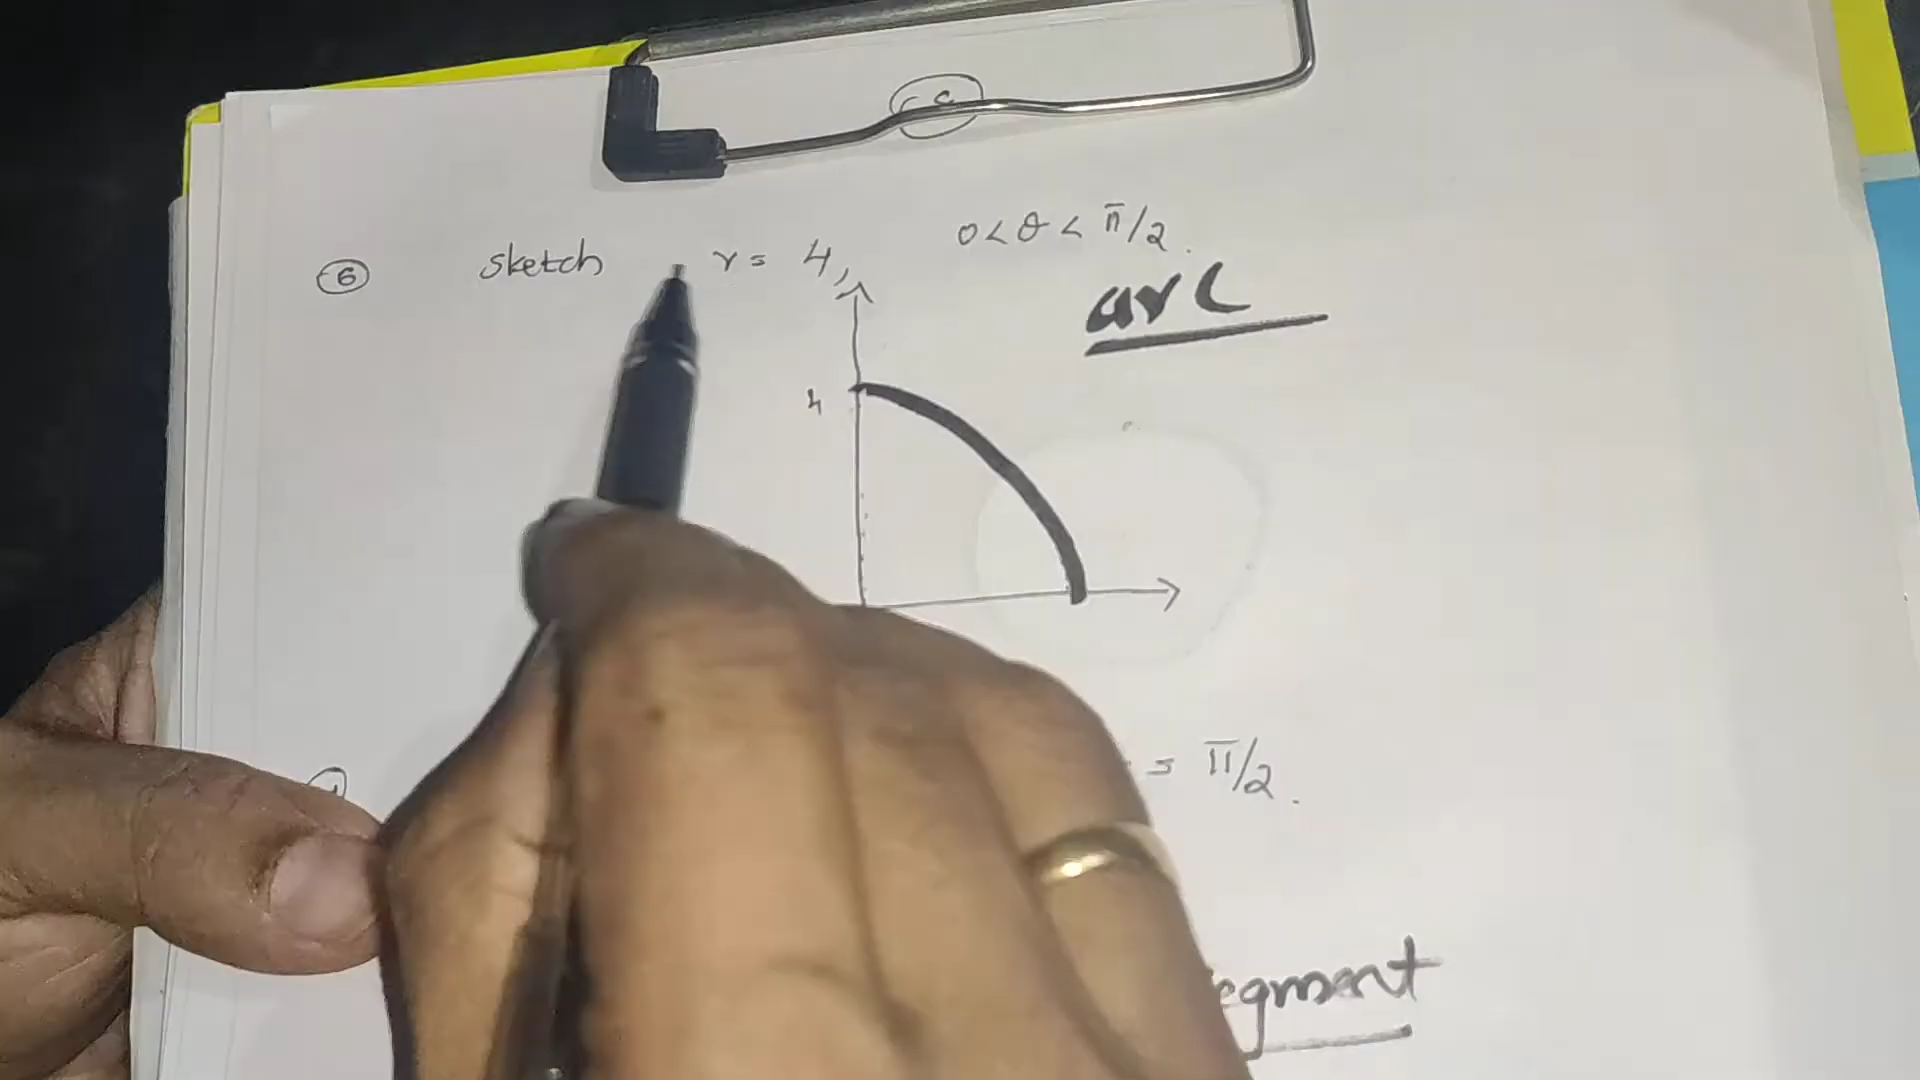 6 sketch r = 4, 0<θ<π/2.
arc
4
= π/2.
egment